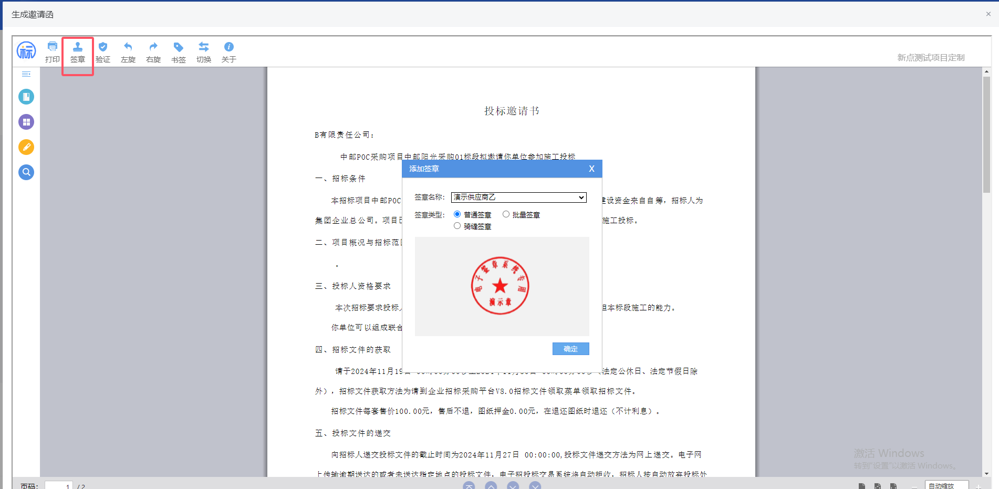 生成邀请函
×
标
打印
签章
验证
左旋
右旋
书签
切换
关于
新点测试项目定制
投标邀请书
B有限责任公司:
中邮POC采购项目中邮阳光采购01标段拟邀请你单位参加施工投标
添加签章
X
一、招标条件
签章名称:
演示供应商乙
本招标项目中邮POC
建设资金来自自筹，招标人为
签章类型:
普通签章
批量签章
骑缝签章
集团企业总公司。项目已
施工投标。
二、项目概况与招标范围
。
电子签章系统专用
演示章
三、投标人资格要求
本次招标要求投标人
担本标段施工的能力。
你单位可以组成联合
四、招标文件的获取
确定
请于2024年11月19日
法定公休日、法定节假日除
外），招标文件获取方法为请到企业招标采购平台V8.0招标文件领取菜单领取招标文件。
招标文件每套售价100.00元，售后不退，图纸押金0.00元，在退还图纸时退还（不计利息）。
五、投标文件的递交
向招标人递交投标文件的截止时间为2024年11月27日 00:00:00,投标文件递交方法为网上递交。电子网
上传输逾期送达的或者未送达指定地点的投标文件，电子招投标交易系统将自动拒收，招标人按自动放弃投标处
激活 Windows
转到"设置"以激活 Windows。
页码:
1
/ 2
自动缩放